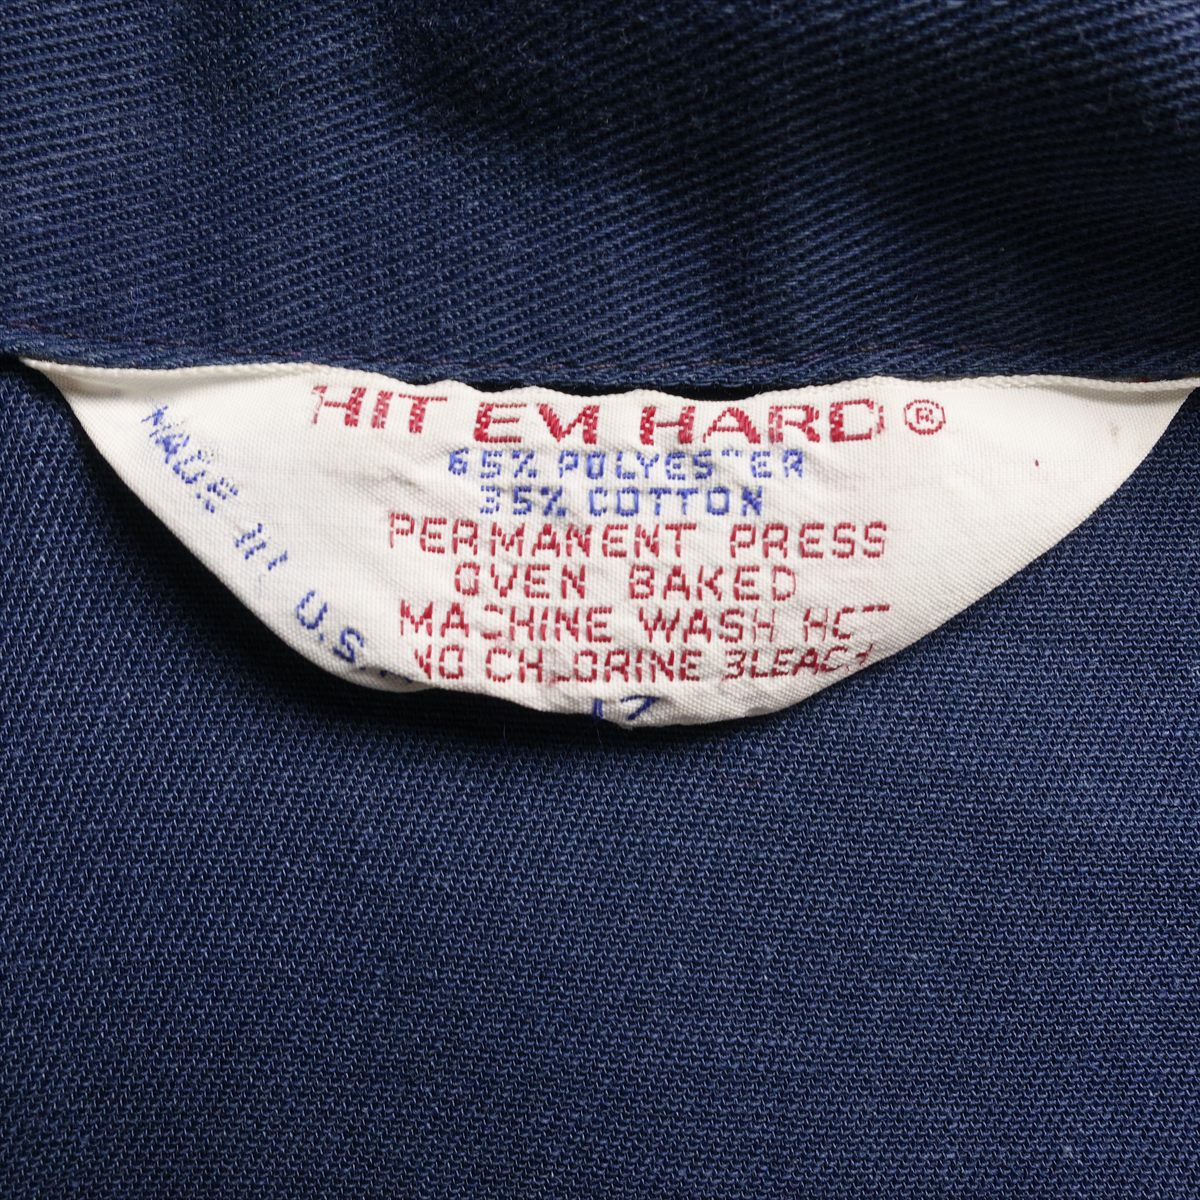 HIT EM HARD ®
65% POLYESTER
35% COTTON
PERMANENT PRESS
OVEN BAKED
MACHINE WASH HOT
NO CHLORINE BLEACH
MADE IN U.S.A
17